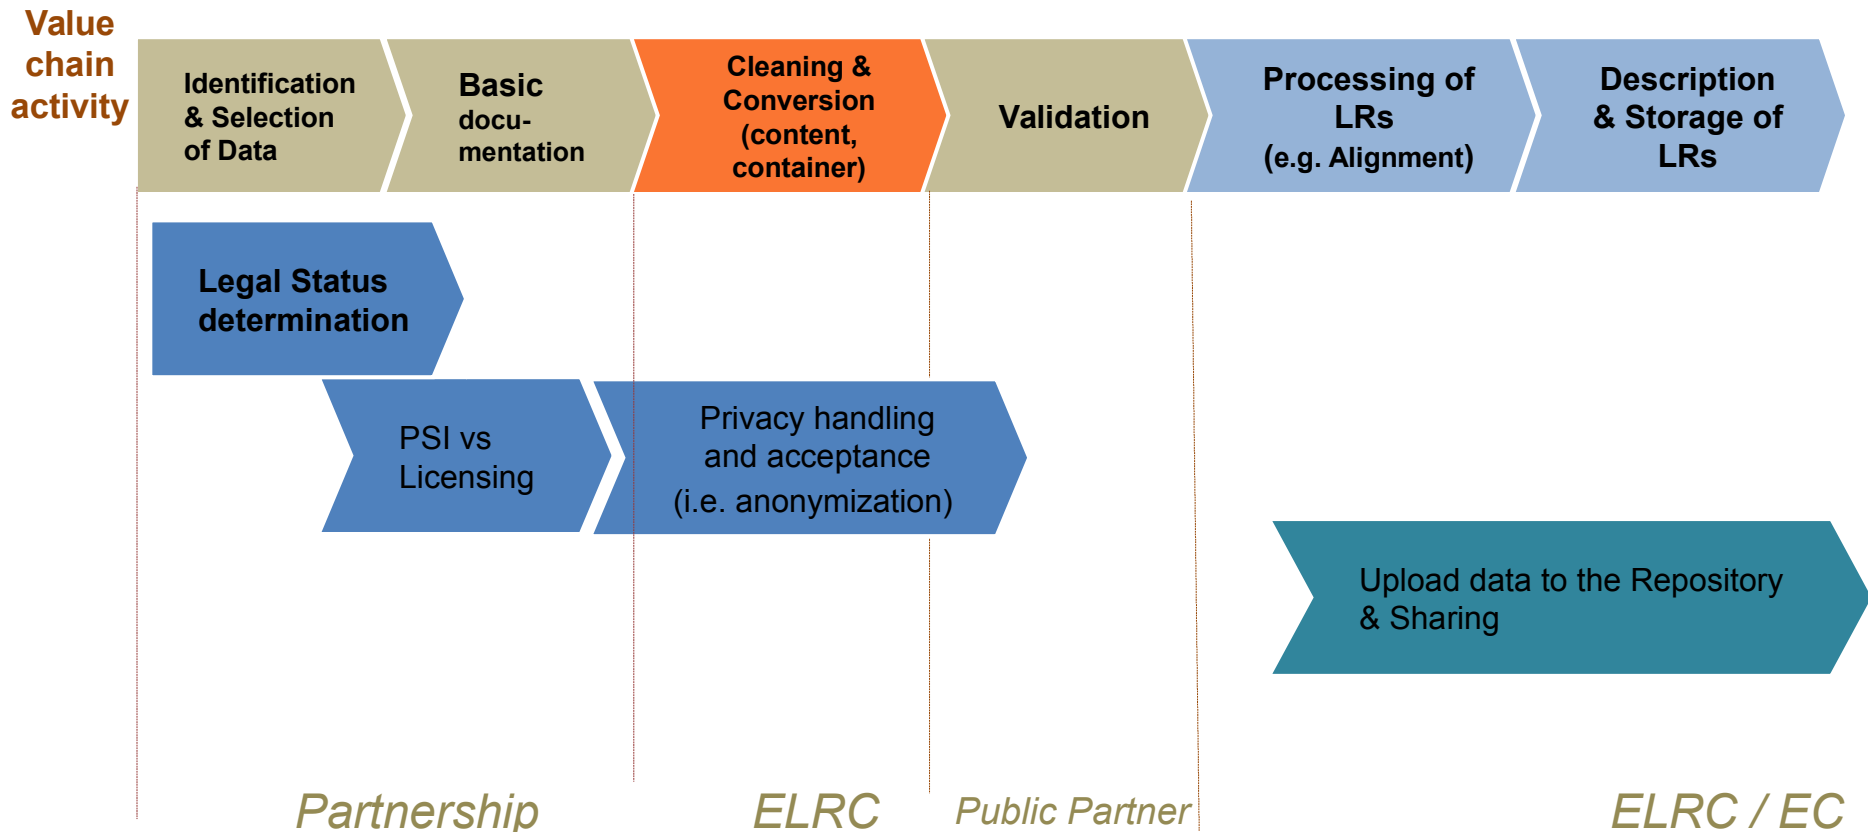 Value
chain
activity
Identification
& Selection
of Data
Basic
docu-
mentation
Cleaning &
Conversion
(content,
container)
Validation
Processing of
LRs
(e.g. Alignment)
Description
& Storage of
LRs
Legal Status
determination
PSI vs
Licensing
Privacy handling
and acceptance
(i.e. anonymization)
Upload data to the Repository
& Sharing
Partnership
ELRC
Public Partner
ELRC / EC